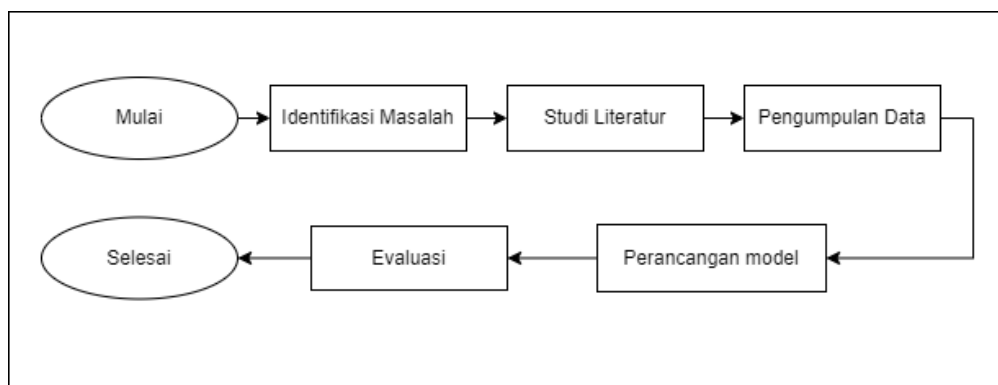 Mulai
Identifikasi Masalah
Studi Literatur
Pengumpulan Data
Perancangan model
Evaluasi
Selesai